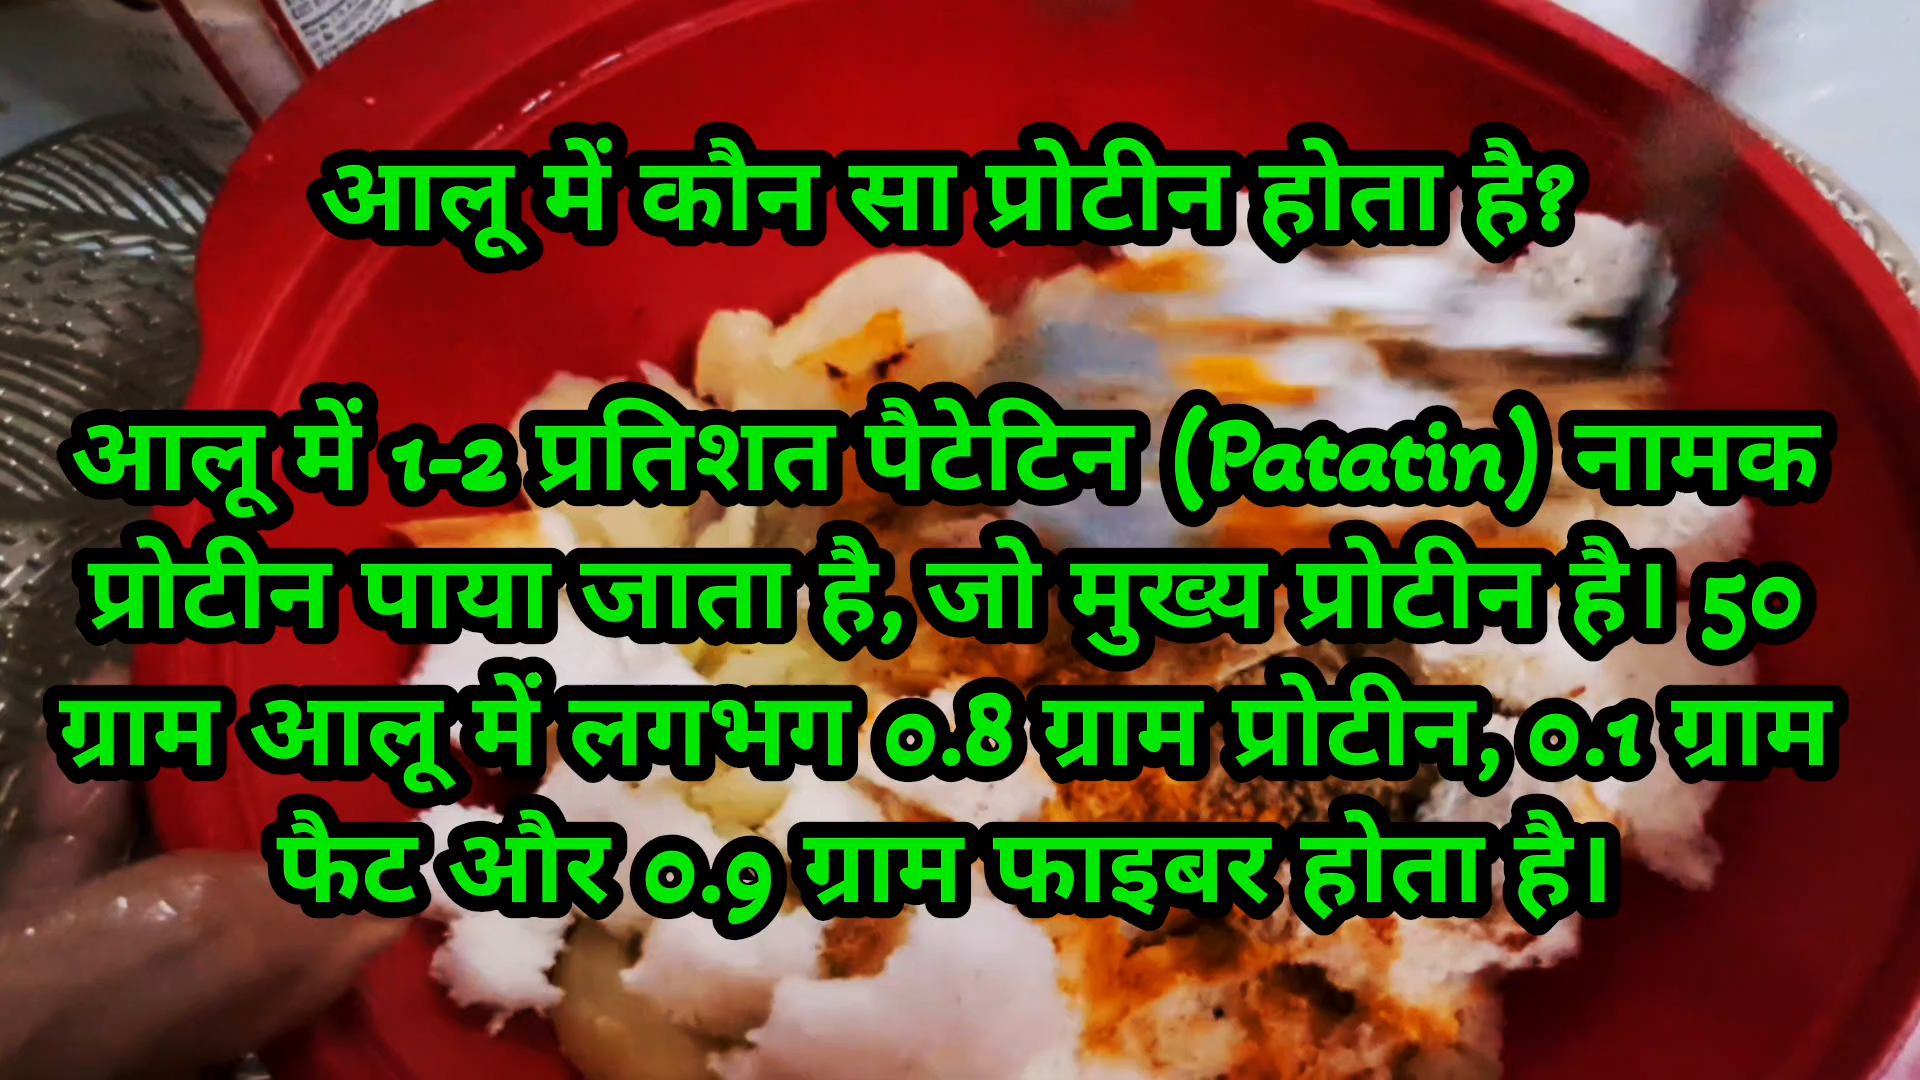 आलू में कौन सा प्रोटीन होता है?
आलू में 1-2 प्रतिशत पैटेटिन (Patatin) नामक
प्रोटीन पाया जाता है, जो मुख्य प्रोटीन है। 50
ग्राम आलू में लगभग 0.8 ग्राम प्रोटीन, 0.1 ग्राम
फैट और 0.9 ग्राम फाइबर होता है।